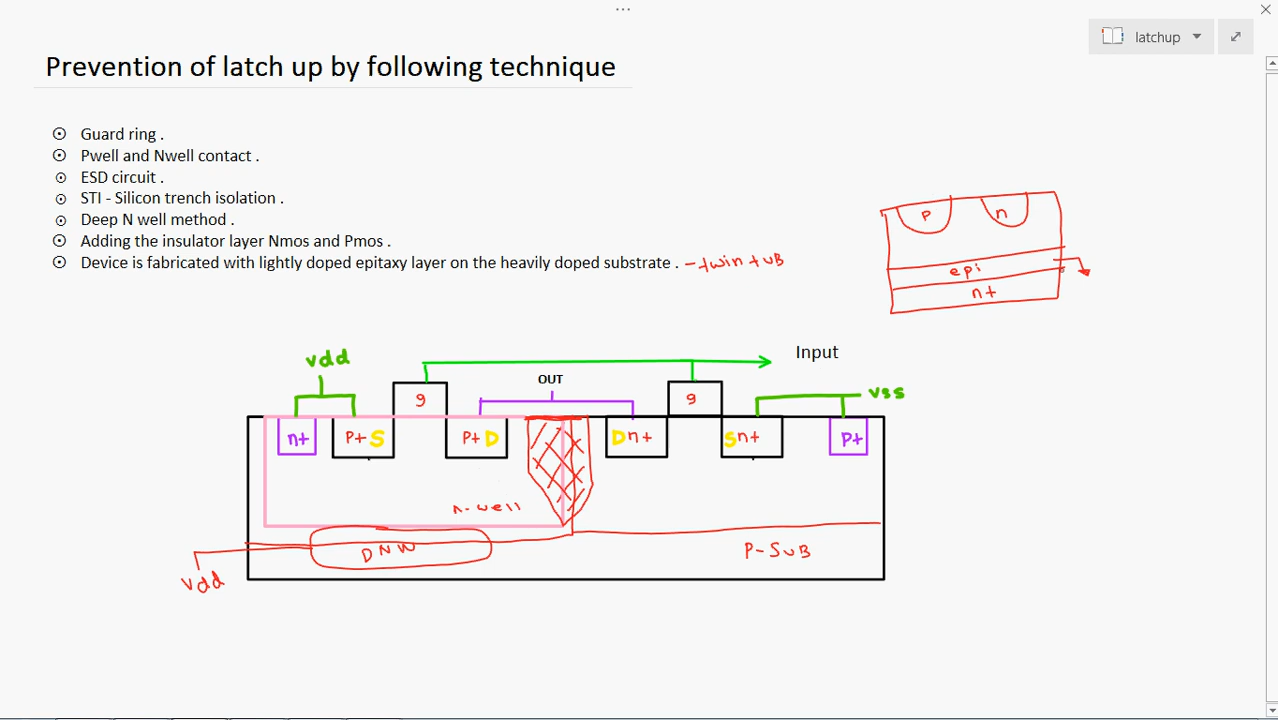 latchup
Prevention of latch up by following technique
Guard ring .
Pwell and Nwell contact .
ESD circuit .
STI - Silicon trench isolation .
Deep N well method .
Adding the insulator layer Nmos and Pmos .
Device is fabricated with lightly doped epitaxy layer on the heavily doped substrate . - twin tuB
P n
epi
n+
vdd
Input
OUT
g g
vss
n+ P+ S P+ D D n+ S n+ P+
n-well
DNW
P-SUB
vdd